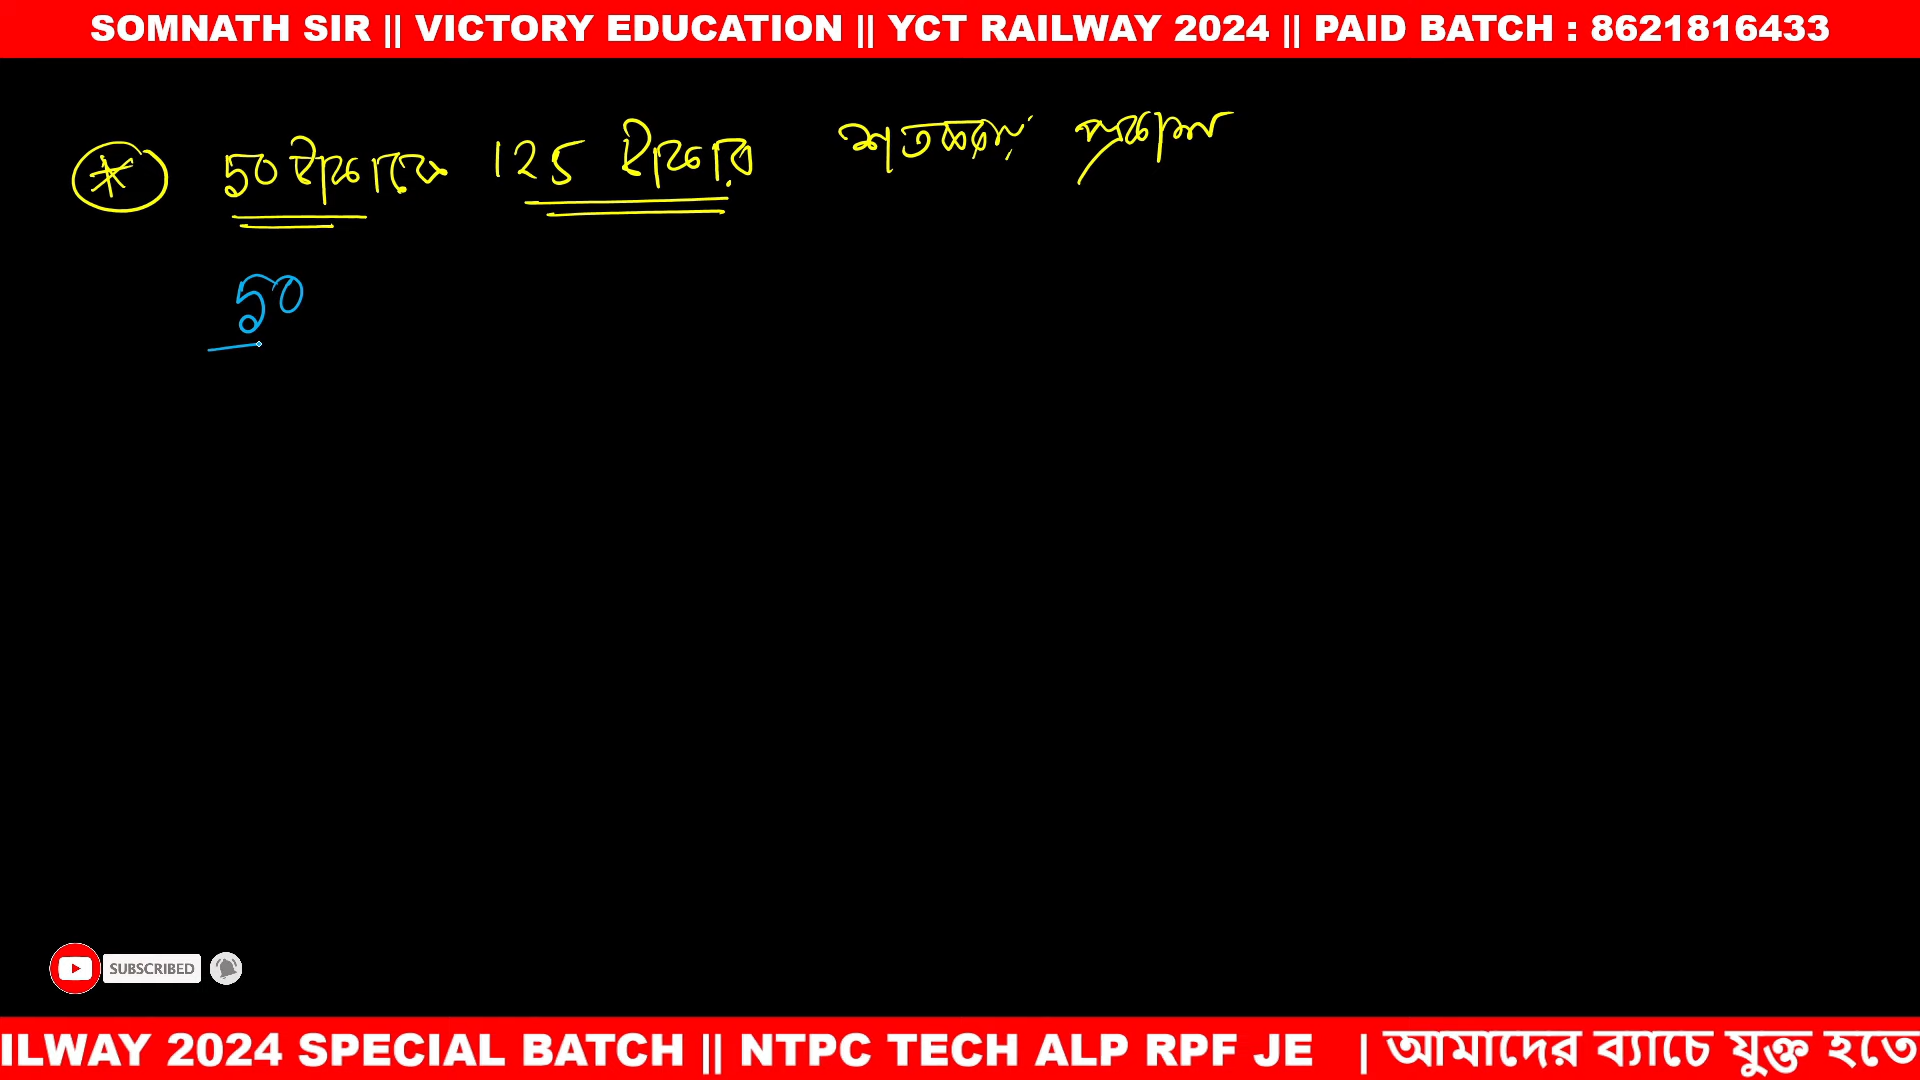 SOMNATH SIR || VICTORY EDUCATION || YCT RAILWAY 2024 || PAID BATCH : 8621816433
50 টাকাকে 125 টাকার শতকরায় প্রকাশ
50
SUBSCRIBED
ILWAY 2024 SPECIAL BATCH || NTPC TECH ALP RPF JE | আমাদের ব্যাচে যুক্ত হতে